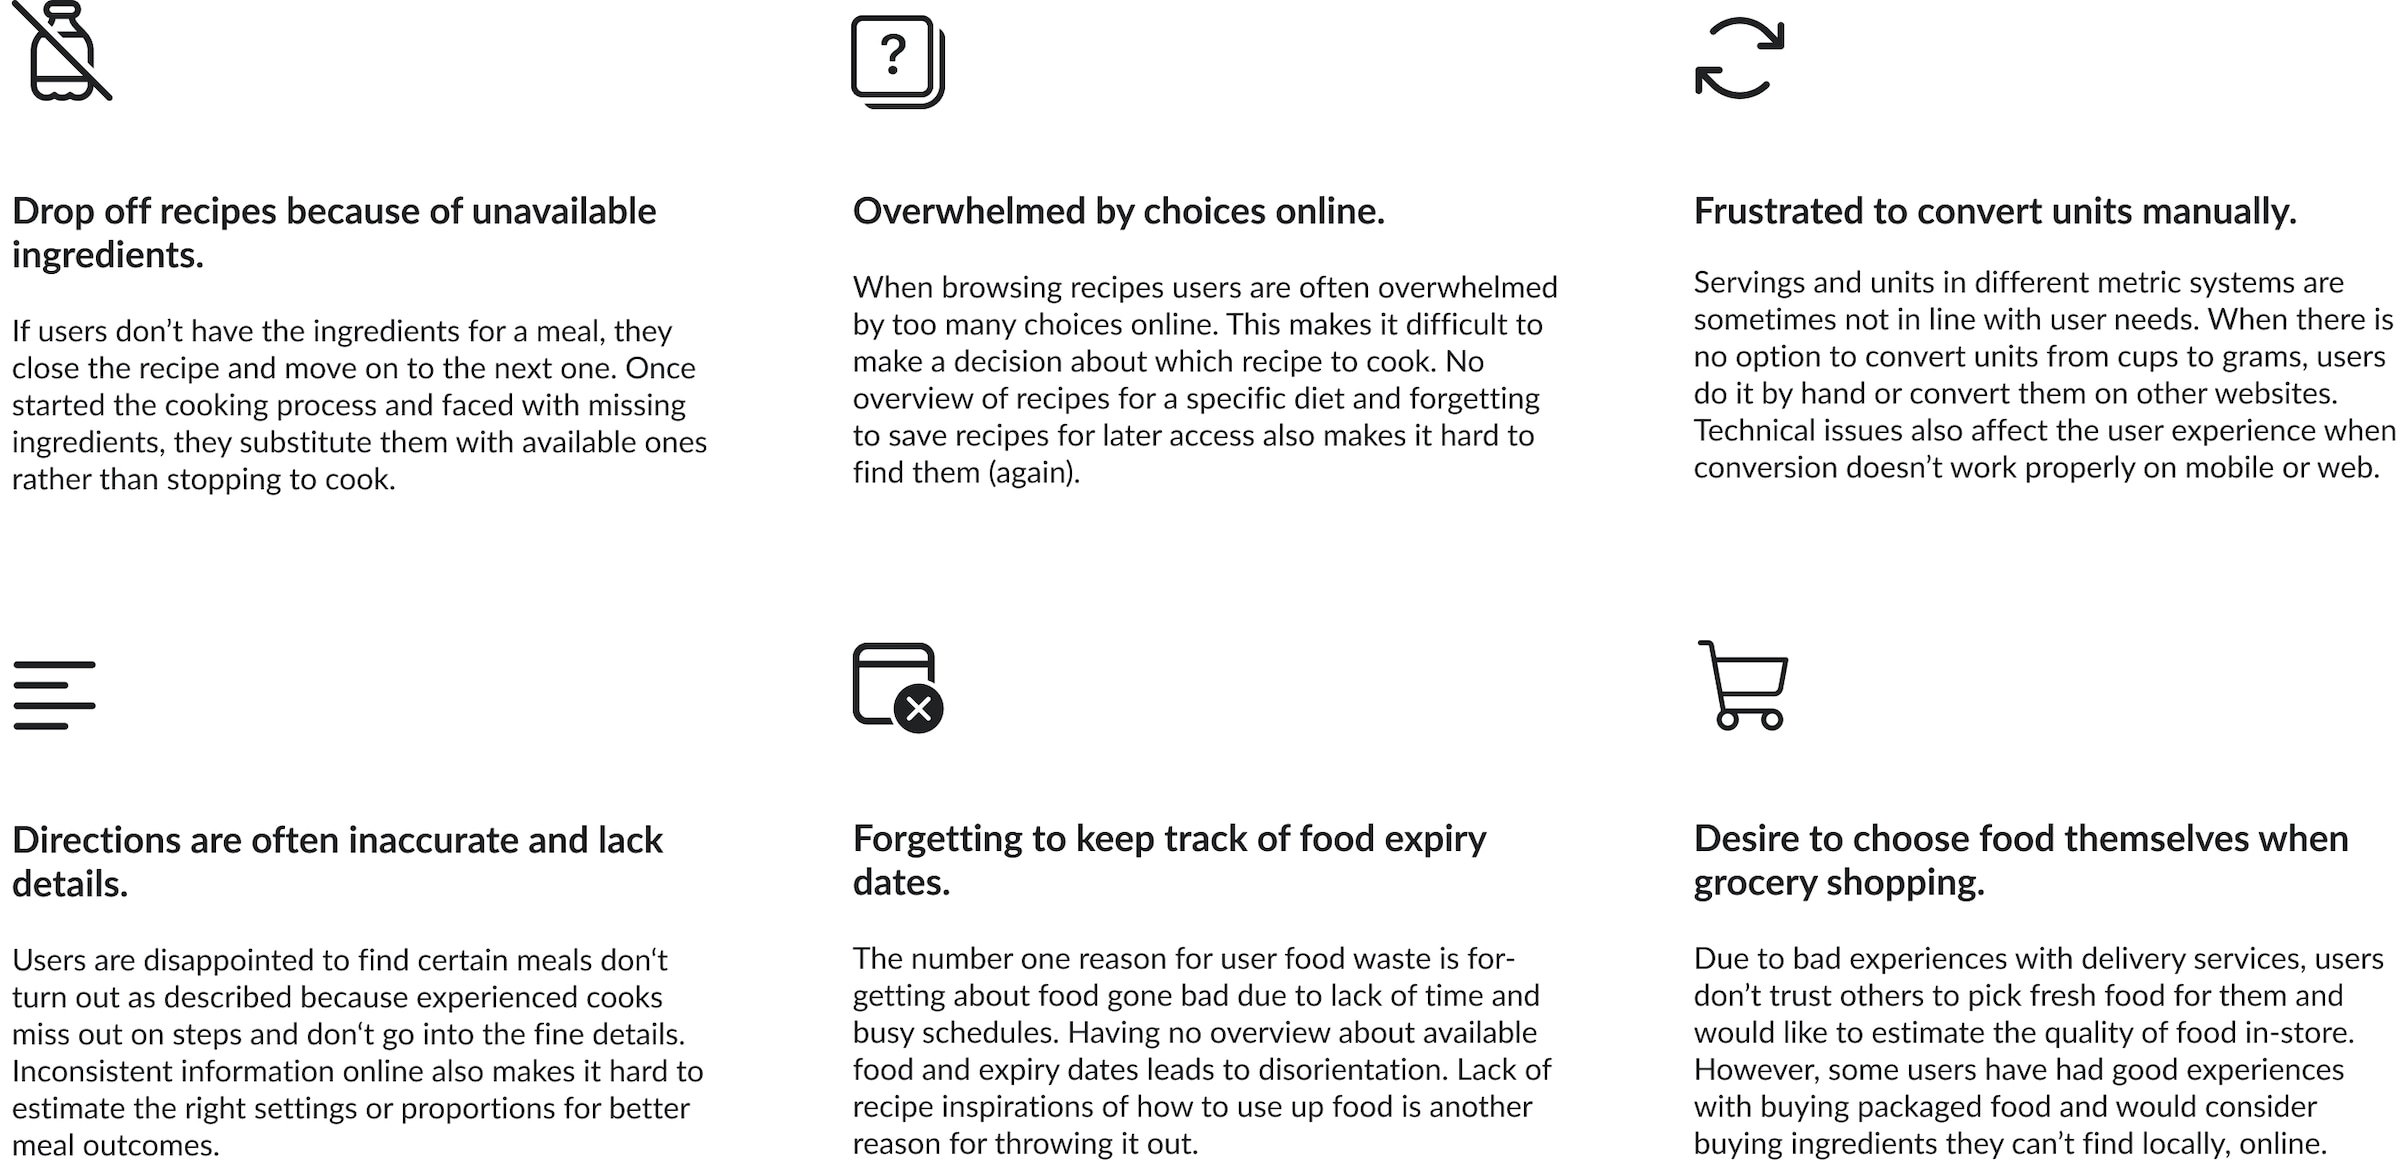 ?
Drop off recipes because of unavailable
ingredients.
If users don’t have the ingredients for a meal, they
close the recipe and move on to the next one. Once
started the cooking process and faced with missing
ingredients, they substitute them with available ones
rather than stopping to cook.
Overwhelmed by choices online.
When browsing recipes users are often overwhelmed
by too many choices online. This makes it difficult to
make a decision about which recipe to cook. No
overview of recipes for a specific diet and forgetting
to save recipes for later access also makes it hard to
find them (again).
Frustrated to convert units manually.
Servings and units in different metric systems are
sometimes not in line with user needs. When there is
no option to convert units from cups to grams, users
do it by hand or convert them on other websites.
Technical issues also affect the user experience when
conversion doesn’t work properly on mobile or web.
Directions are often inaccurate and lack
details.
Users are disappointed to find certain meals don‘t
turn out as described because experienced cooks
miss out on steps and don‘t go into the fine details.
Inconsistent information online also makes it hard to
estimate the right settings or proportions for better
meal outcomes.
Forgetting to keep track of food expiry
dates.
The number one reason for user food waste is for-
getting about food gone bad due to lack of time and
busy schedules. Having no overview about available
food and expiry dates leads to disorientation. Lack of
recipe inspirations of how to use up food is another
reason for throwing it out.
Desire to choose food themselves when
grocery shopping.
Due to bad experiences with delivery services, users
don’t trust others to pick fresh food for them and
would like to estimate the quality of food in-store.
However, some users have had good experiences
with buying packaged food and would consider
buying ingredients they can’t find locally, online.